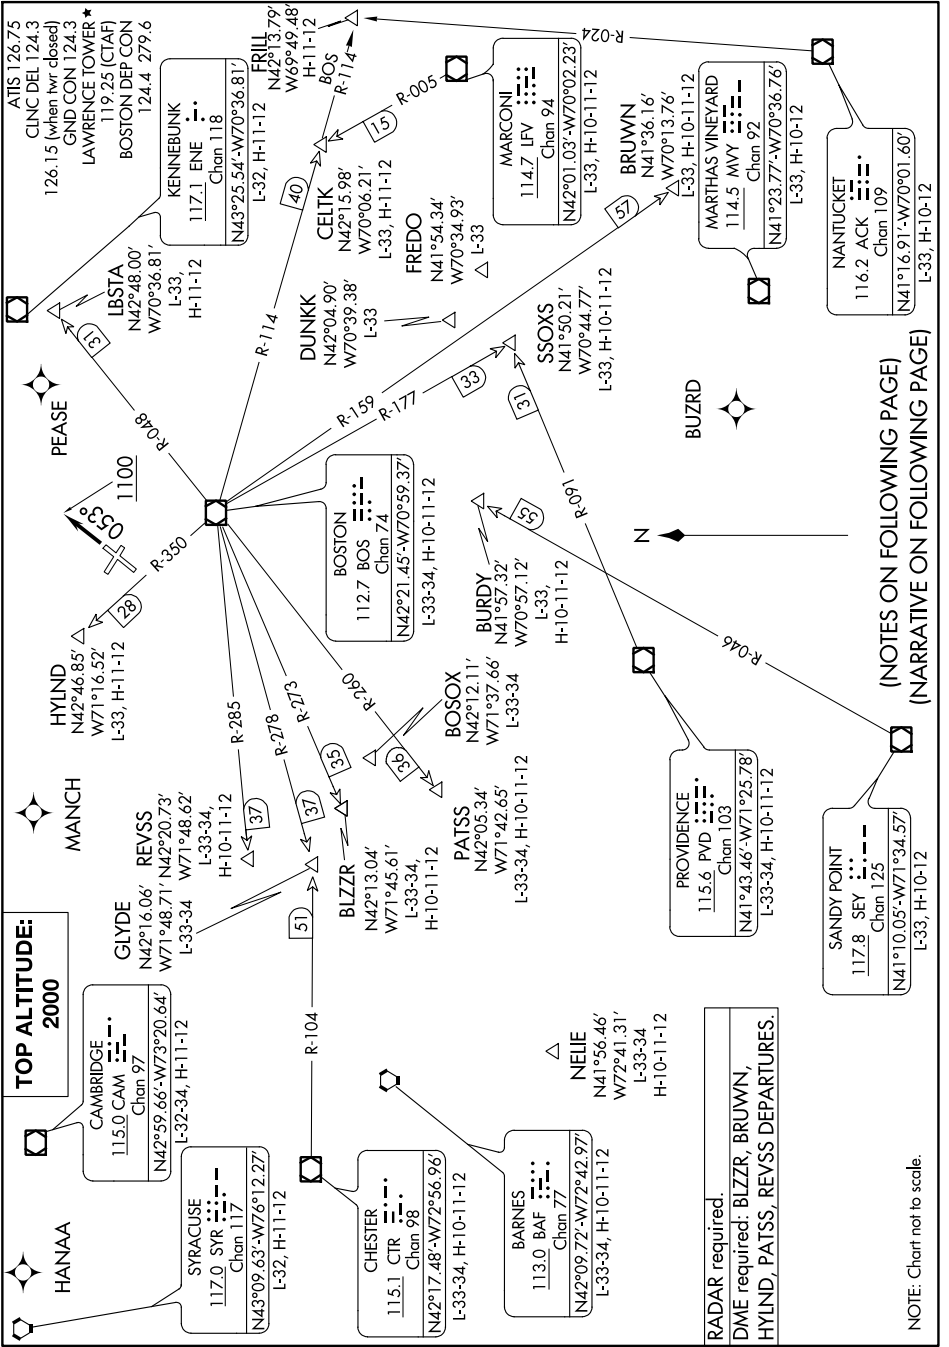 TOP ALTITUDE:
2000
ATIS 126.75
CLNC DEL 124.3
126.15 (when twr closed)
GND CON 124.3
LAWRENCE TOWER★
119.25 (CTAF)
BOSTON DEP CON
124.4 279.6
HANAA
MANCH
PEASE
BUZRD
SYRACUSE
117.0 SYR
Chan 117
N43°09.63′-W76°12.27′
L-32, H-11-12
CAMBRIDGE
115.0 CAM
Chan 97
N42°59.66′-W73°20.64′
L-32-34, H-11-12
CHESTER
115.1 CTR
Chan 98
N42°17.48′-W72°56.96′
L-33-34, H-10-11-12
BARNES
113.0 BAF
Chan 77
N42°09.72′-W72°42.97′
L-33-34, H-10-11-12
NELIE
N41°56.46′
W72°41.31′
L-33-34
H-10-11-12
GLYDE
N42°16.06′
W71°48.71′
L-33-34
REVSS
N42°20.73′
W71°48.62′
L-33-34,
H-10-11-12
HYLND
N42°46.85′
W71°16.52′
L-33, H-11-12
BLZZR
N42°13.04′
W71°45.61′
L-33-34,
H-10-11-12
PATSS
N42°05.34′
W71°42.65′
L-33-34, H-10-11-12
BOSOX
N42°12.11′
W71°37.66′
L-33-34
BURDY
N41°57.32′
W70°57.12′
L-33,
H-10-11-12
PROVIDENCE
115.6 PVD
Chan 103
N41°43.46′-W71°25.78′
L-33-34, H-10-11-12
SANDY POINT
117.8 SEY
Chan 125
N41°10.05′-W71°34.57′
L-33, H-10-12
BOSTON
112.7 BOS
Chan 74
N42°21.45′-W70°59.37′
L-33-34, H-10-11-12
KENNEBUNK
117.1 ENE
Chan 118
N43°25.54′-W70°36.81′
L-32, H-11-12
LBSTA
N42°48.00′
W70°36.81′
L-33,
H-11-12
DUNKK
N42°04.90′
W70°39.38′
L-33
FREDO
N41°54.34′
W70°34.93′
L-33
CELTK
N42°15.98′
W70°06.21′
L-33, H-11-12
FRILL
N42°13.79′
W69°49.48′
H-11-12
MARCONI
114.7 LFV
Chan 94
N42°01.03′-W70°02.23′
L-33, H-10-11-12
SSOXS
N41°50.21′
W70°44.77′
L-33, H-10-11-12
BRUWN
N41°36.16′
W70°13.76′
L-33, H-10-11-12
MARTHAS VINEYARD
114.5 MVY
Chan 92
N41°23.77′-W70°36.76′
L-33, H-10-12
NANTUCKET
116.2 ACK
Chan 109
N41°16.91′-W70°01.60′
L-33, H-10-12
053°
1100
R-350
28
R-048
31
R-285
37
R-278
37
R-273
35
R-260
36
R-104
51
R-114
40
BOS
R-114
R-005
15
R-024
R-159
57
R-177
33
R-091
31
R-046
55
N
RADAR required.
DME required: BLZZR, BRUWN,
HYLND, PATSS, REVSS DEPARTURES.
NOTE: Chart not to scale.
(NOTES ON FOLLOWING PAGE)
(NARRATIVE ON FOLLOWING PAGE)